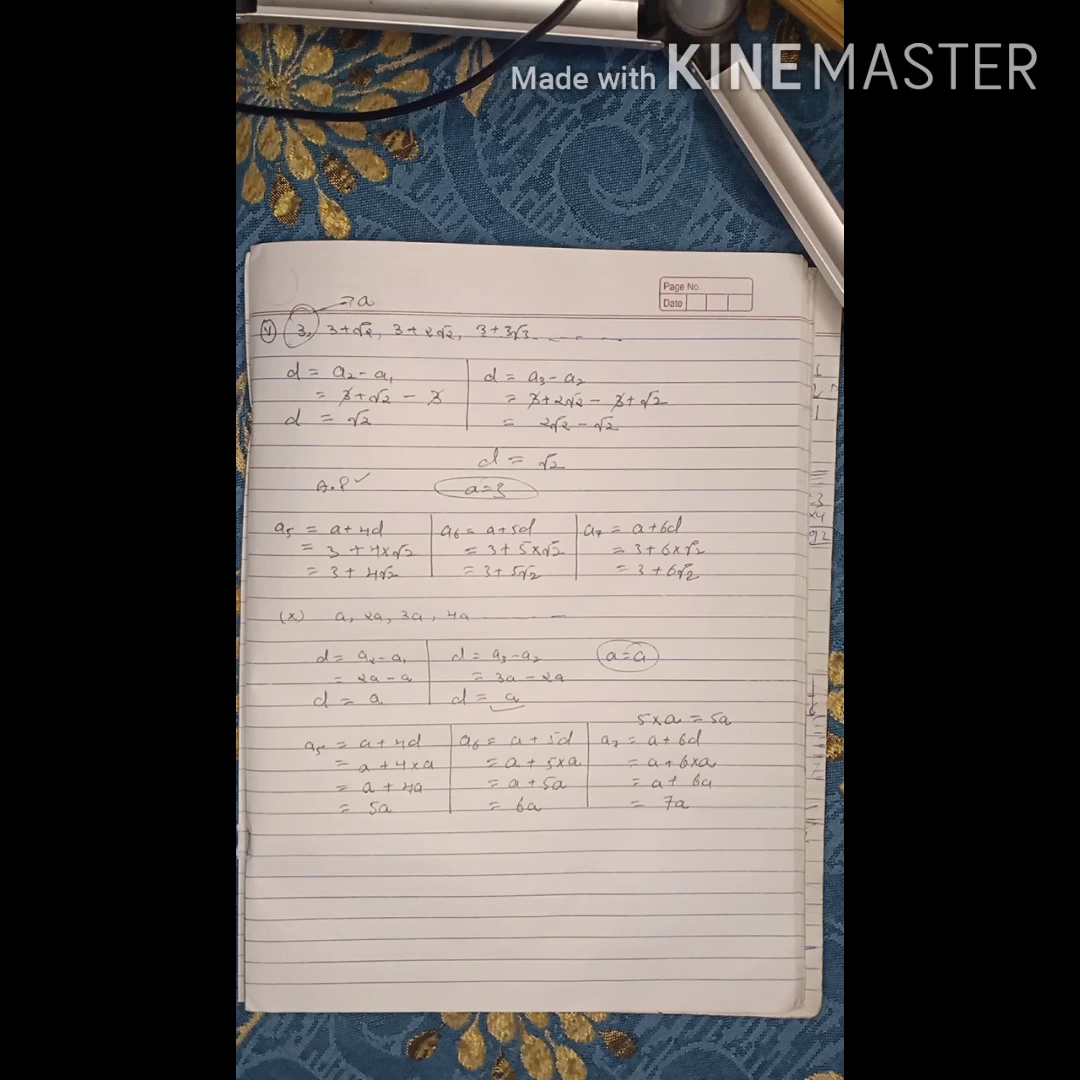 Made with KINEMASTER
Page No.
Date
⇒ a
(v) 3, 3+√2, 3+2√2, 3+3√3 - - - -
d = a₂ - a₁
= 3+√2 - 3
d = √2
d = a₃ - a₂
= 3+2√2 - 3+√2
= 2√2 - √2
d = √2
A.P ✓
a=3
a₅ = a+4d
= 3 + 4×√2
= 3 + 4√2
a₆ = a+5d
= 3+5×√2
= 3+5√2
a₇ = a+6d
= 3+6×√2
= 3+6√2
(x) a, 2a, 3a, 4a -------- —
d = a₂ - a₁
= 2a - a
d = a
d = a₃ - a₂
= 3a - 2a
d = a
a=a
5×a = 5a
a₅ = a+4d
= a+4×a
= a+4a
= 5a
a₆ = a+5d
= a+5×a
= a+5a
= 6a
a₇ = a+6d
= a+6×a
= a+6a
= 7a